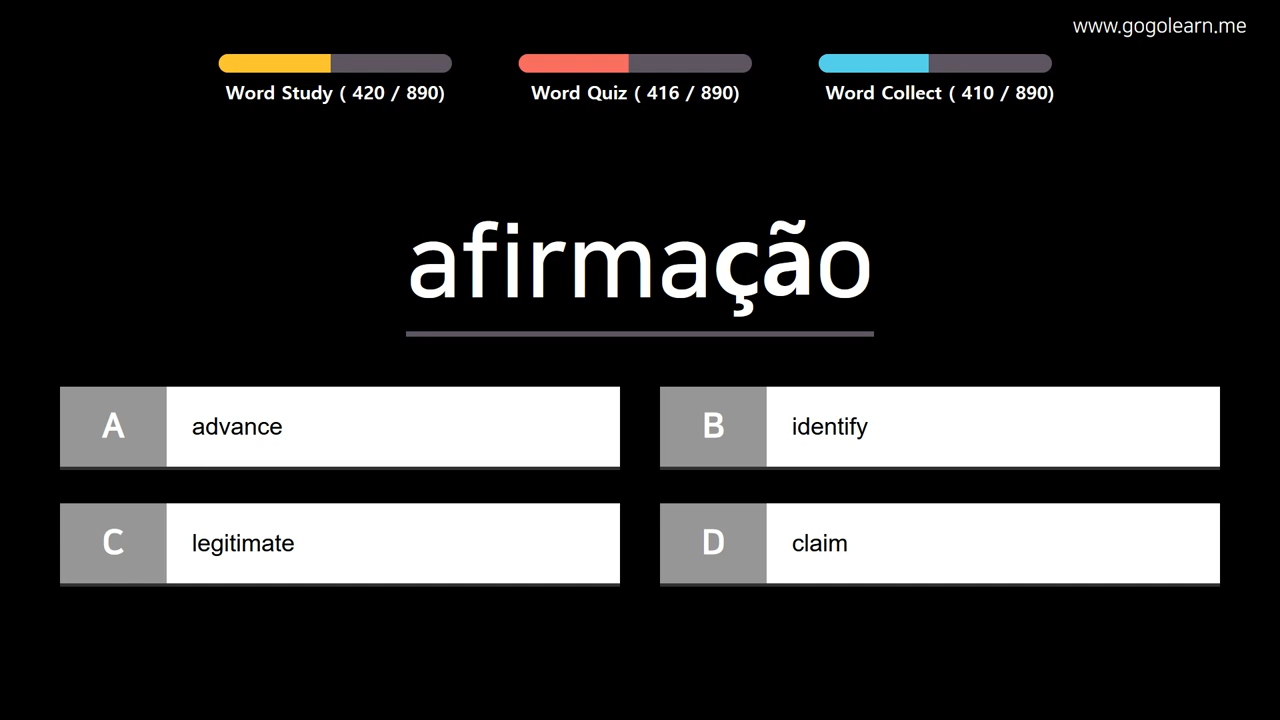 www.gogolearn.me
Word Study ( 420 / 890)
Word Quiz ( 416 / 890)
Word Collect ( 410 / 890)
afirmação
A advance
B identify
C legitimate
D claim